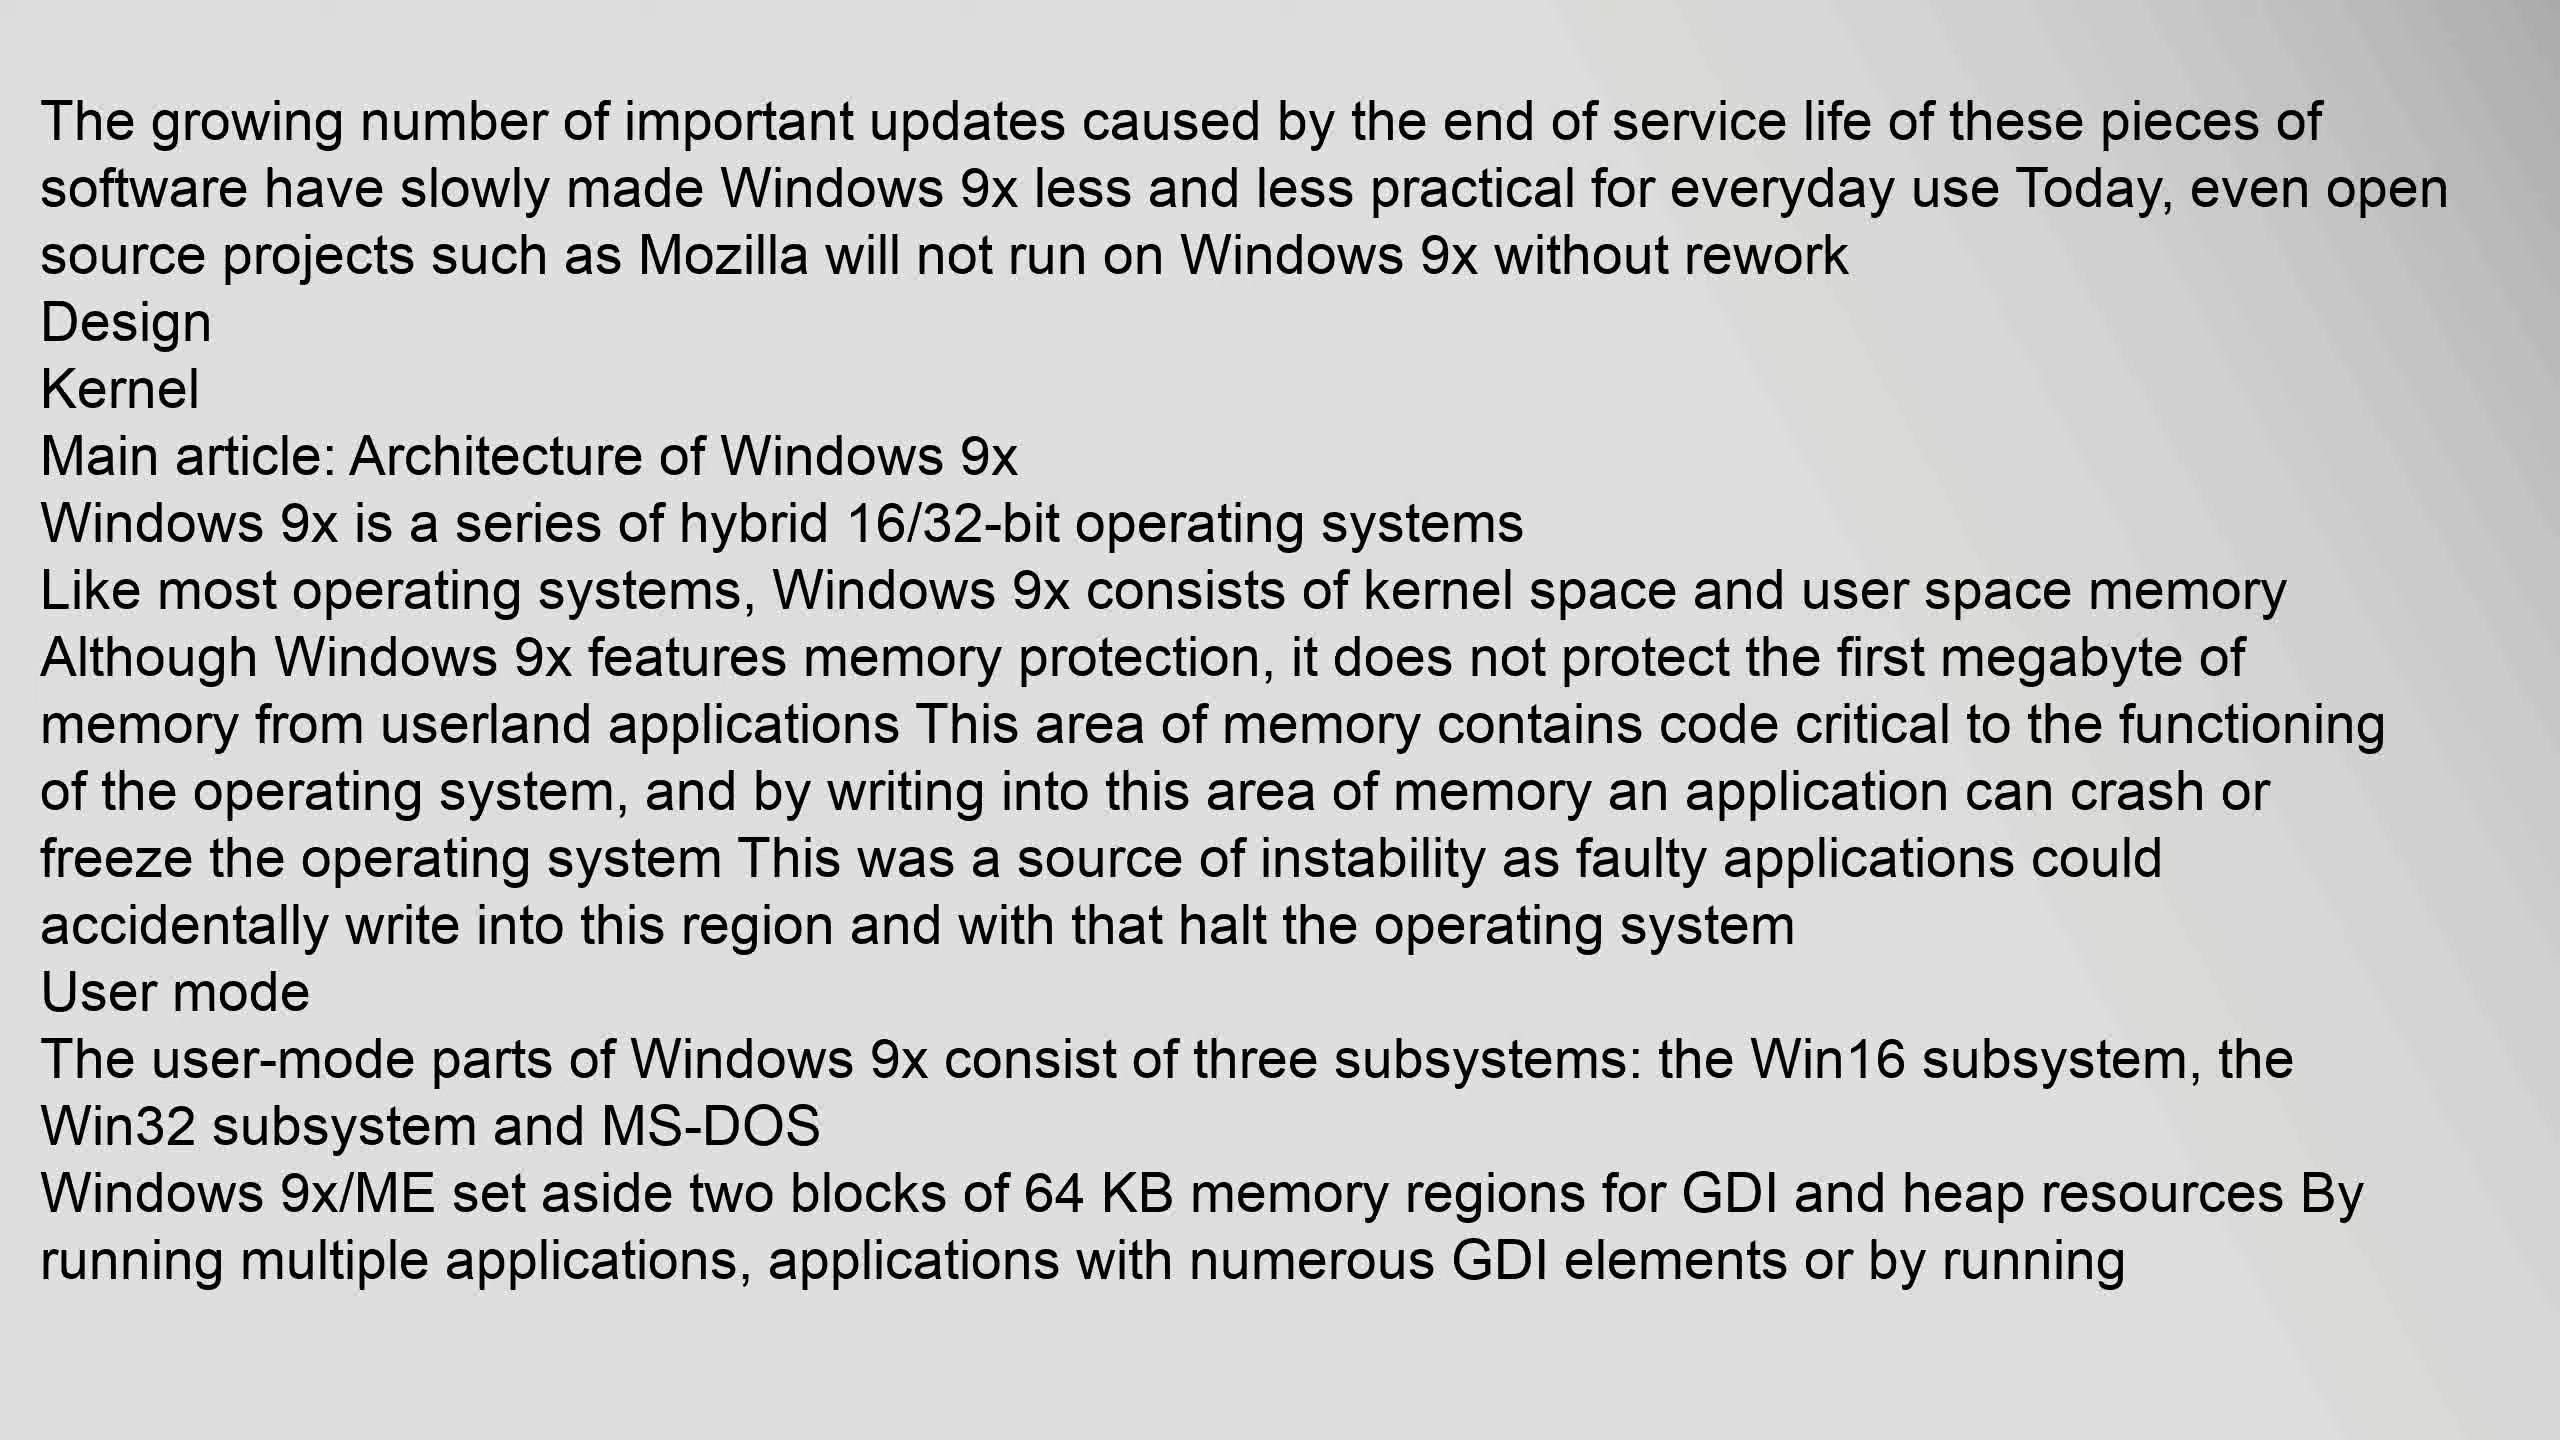 The growing number of important updates caused by the end of service life of these pieces of
software have slowly made Windows 9x less and less practical for everyday use Today, even open
source projects such as Mozilla will not run on Windows 9x without rework
Design
Kernel
Main article: Architecture of Windows 9x
Windows 9x is a series of hybrid 16/32-bit operating systems
Like most operating systems, Windows 9x consists of kernel space and user space memory
Although Windows 9x features memory protection, it does not protect the first megabyte of
memory from userland applications This area of memory contains code critical to the functioning
of the operating system, and by writing into this area of memory an application can crash or
freeze the operating system This was a source of instability as faulty applications could
accidentally write into this region and with that halt the operating system
User mode
The user-mode parts of Windows 9x consist of three subsystems: the Win16 subsystem, the
Win32 subsystem and MS-DOS
Windows 9x/ME set aside two blocks of 64 KB memory regions for GDI and heap resources By
running multiple applications, applications with numerous GDI elements or by running